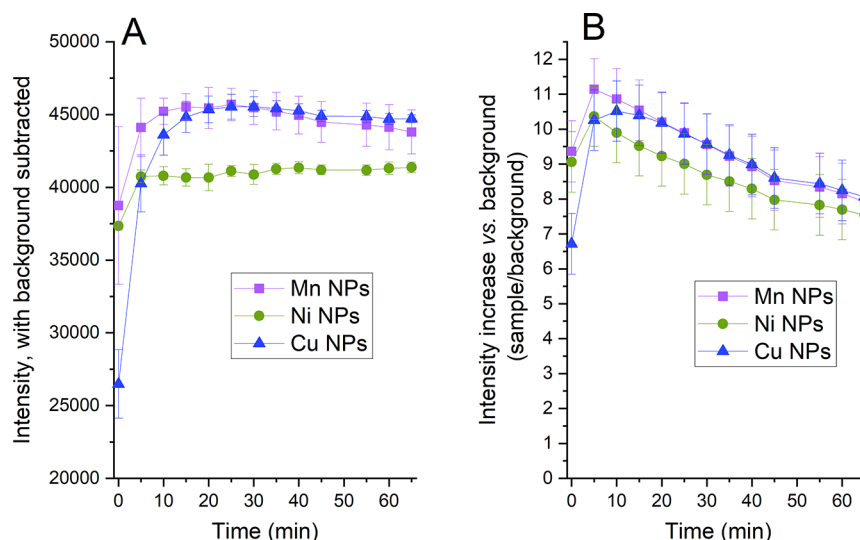 A
Intensity, with background subtracted
50000
45000
40000
35000
30000
25000
20000
Mn NPs
Ni NPs
Cu NPs
0 10 20 30 40 50 60
Time (min)
B
Intensity increase vs. background
(sample/background)
12
11
10
9
8
7
6
5
4
3
2
1
0
Mn NPs
Ni NPs
Cu NPs
0 10 20 30 40 50 60
Time (min)